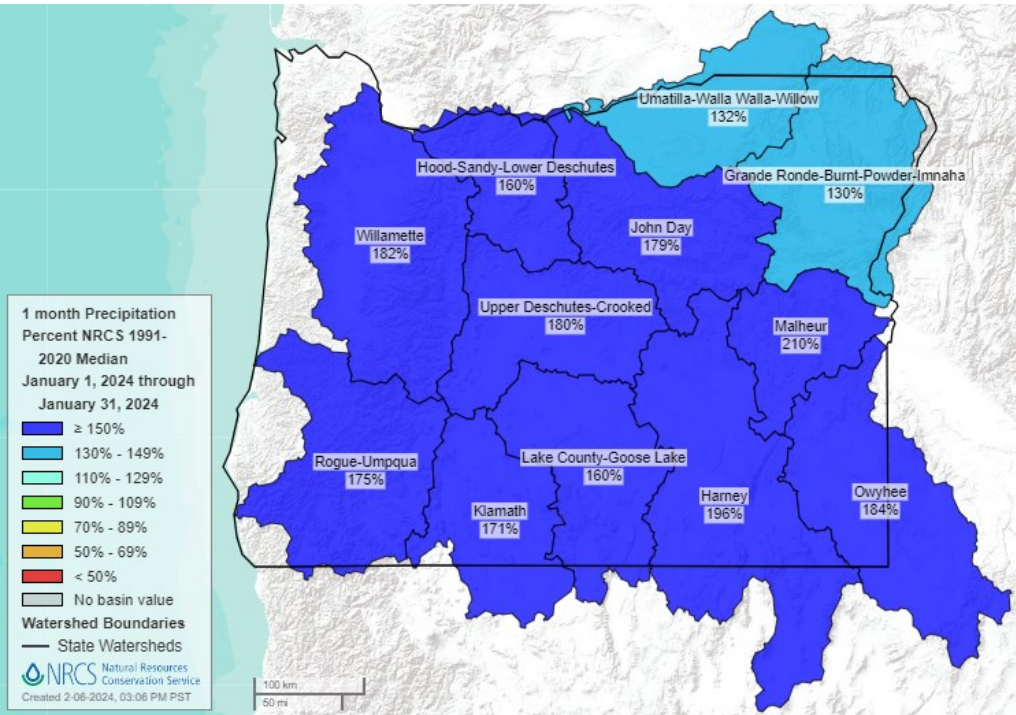 Umatilla-Walla Walla-Willow
132%
Hood-Sandy-Lower Deschutes
160%
Grande Ronde-Burnt-Powder-Imnaha
130%
Willamette
182%
John Day
179%
Upper Deschutes-Crooked
180%
Malheur
210%
Rogue-Umpqua
175%
Lake County-Goose Lake
160%
Klamath
171%
Harney
196%
Owyhee
184%
1 month Precipitation
Percent NRCS 1991-
2020 Median
January 1, 2024 through
January 31, 2024
≥ 150%
130% - 149%
110% - 129%
90% - 109%
70% - 89%
50% - 69%
< 50%
No basin value
Watershed Boundaries
State Watersheds
NRCS Natural Resources
Conservation Service
Created 2-06-2024, 03:06 PM PST
100 km
50 mi